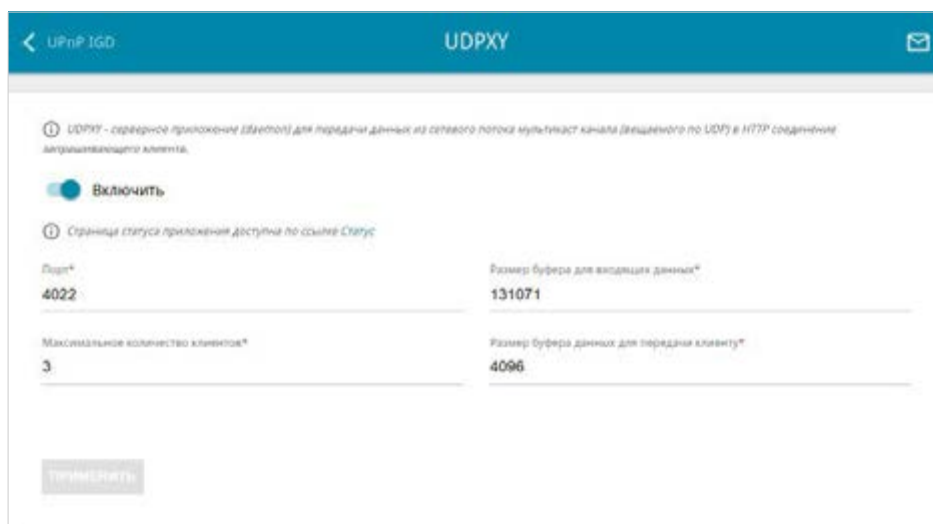 UPnP IGD
UDPXY
UDPXY - серверное приложение (daemon) для передачи данных из сетевого потока мультикаст канала (вещаемого по UDP) в HTTP соединение
запрашивающего клиента.
Включить
Страница статуса приложения доступна по ссылке Статус
Порт*
Размер буфера для входящих данных*
4022
131071
Максимальное количество клиентов*
Размер буфера данных для передачи клиенту*
3
4096
ПРИМЕНИТЬ